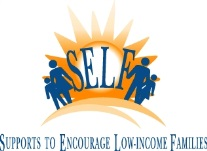 SELF
SUPPORTS TO ENCOURAGE LOW-INCOME FAMILIES